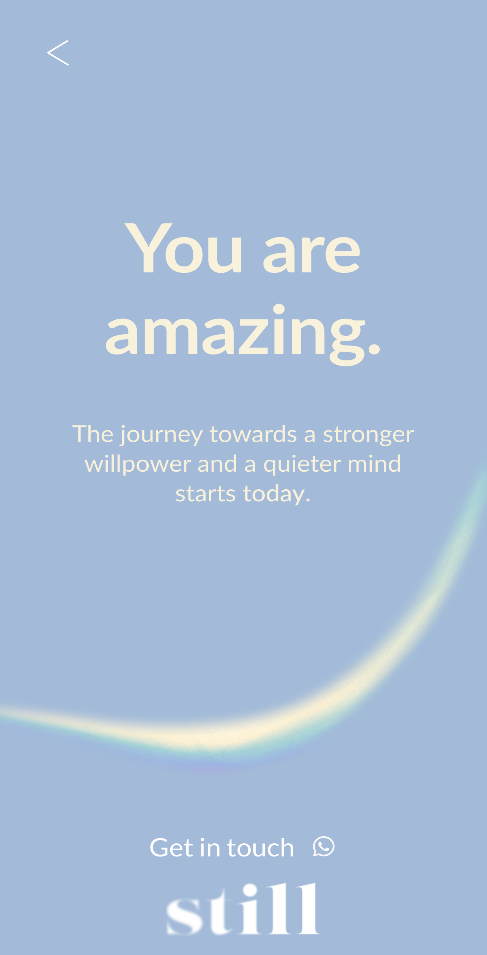 You are
amazing.
The journey towards a stronger
willpower and a quieter mind
starts today.
Get in touch
still